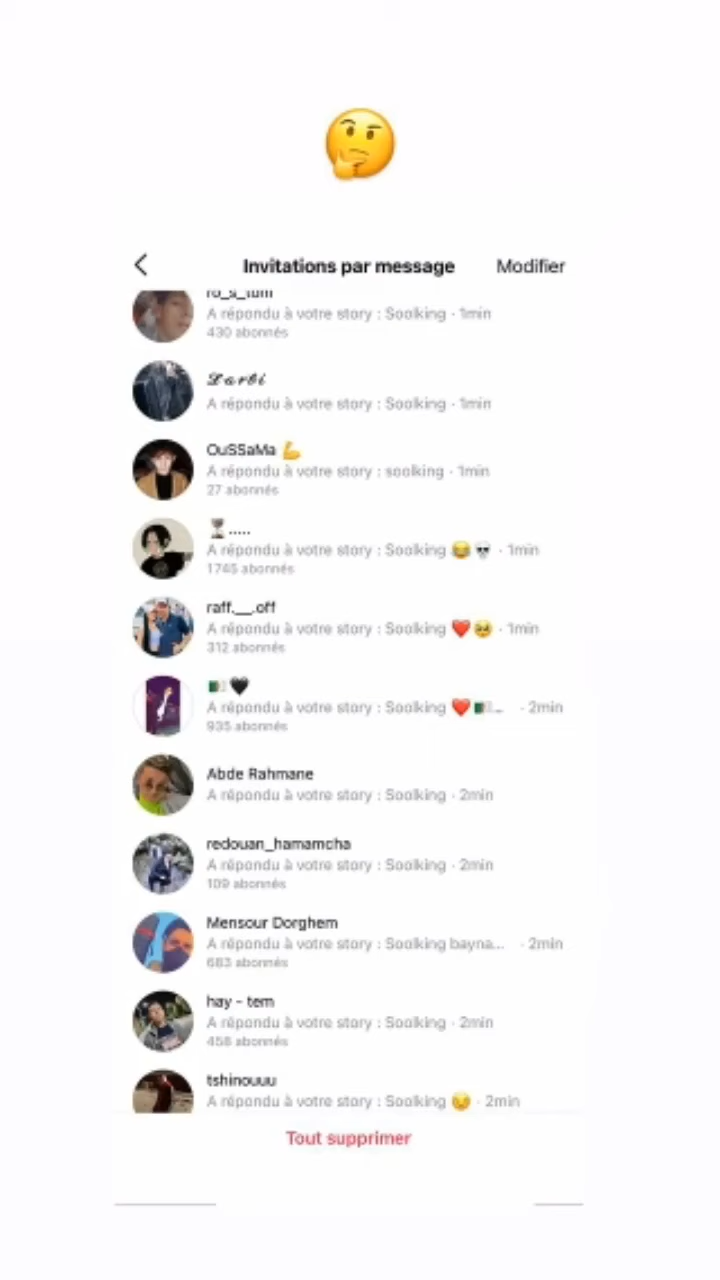 Invitations par message
Modifier
ro_s_tom
A répondu à votre story : Soolking · 1min
430 abonnés
𝓛𝓪𝓻𝓫𝓲
A répondu à votre story : Soolking · 1min
OuSSaMa 💪
A répondu à votre story : soolking · 1min
27 abonnés
⏳.....
A répondu à votre story : Soolking 😂💀 · 1min
1745 abonnés
raff.__.off
A répondu à votre story : Soolking ❤️🥺 · 1min
312 abonnés
🇩🇿🖤
A répondu à votre story : Soolking ❤️🇩🇿... · 2min
935 abonnés
Abde Rahmane
A répondu à votre story : Soolking · 2min
redouan_hamamcha
A répondu à votre story : Soolking · 2min
109 abonnés
Mensour Dorghem
A répondu à votre story : Soolking bayna... · 2min
683 abonnés
hay - tem
A répondu à votre story : Soolking · 2min
458 abonnés
tshinouuu
A répondu à votre story : Soolking 😉 · 2min
Tout supprimer